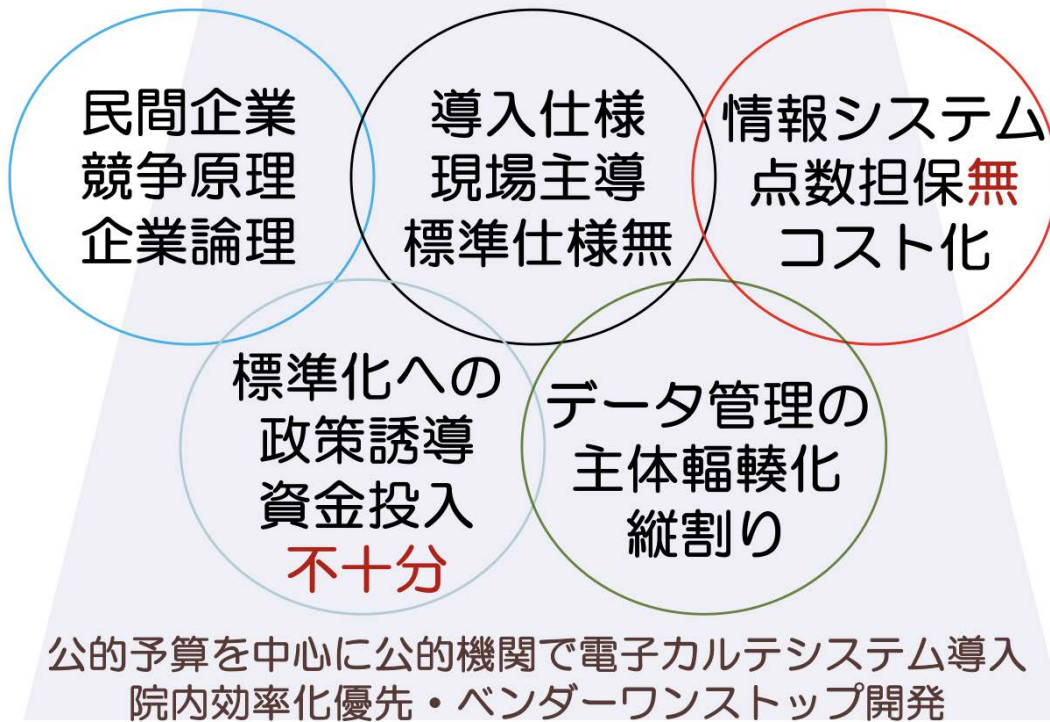 民間企業
競争原理
企業論理
導入仕様
現場主導
標準仕様無
情報システム
点数担保無
コスト化
標準化への
政策誘導
資金投入
不十分
データ管理の
主体輻輳化
縦割り
公的予算を中心に公的機関で電子カルテシステム導入
院内効率化優先・ベンダーワンストップ開発